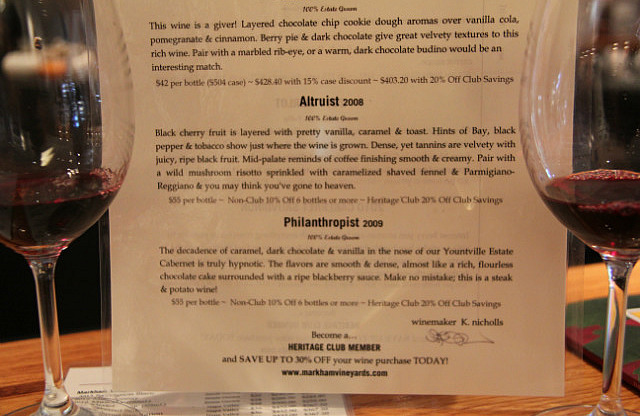 100% Estate Grown
This wine is a giver! Layered chocolate chip cookie dough aromas over vanilla cola,
pomegranate & cinnamon. Berry pie & dark chocolate give great velvety textures to this
rich wine. Pair with a marbled rib-eye, or a warm, dark chocolate budino would be an
interesting match.
$42 per bottle ($504 case) ~ $428.40 with 15% case discount ~ $403.20 with 20% Off Club Savings
Altruist 2008
100% Estate Grown
Black cherry fruit is layered with pretty vanilla, caramel & toast. Hints of Bay, black
pepper & tobacco show just where the wine is grown. Dense, yet tannins are velvety with
juicy, ripe black fruit. Mid-palate reminds of coffee finishing smooth & creamy. Pair with
a wild mushroom risotto sprinkled with caramelized shaved fennel & Parmigiano-
Reggiano & you may think you've gone to heaven.
$55 per bottle ~ Non-Club 10% Off 6 bottles or more ~ Heritage Club 20% Off Club Savings
Philanthropist 2009
100% Estate Grown
The decadence of caramel, dark chocolate & vanilla in the nose of our Yountville Estate
Cabernet is truly hypnotic. The flavors are smooth & dense, almost like a rich, flourless
chocolate cake surrounded with a ripe blackberry sauce. Make no mistake; this is a steak
& potato wine!
$55 per bottle ~ Non-Club 10% Off 6 bottles or more ~ Heritage Club 20% Off Club Savings
winemaker K. nicholls
Become a...
HERITAGE CLUB MEMBER
and SAVE UP TO 30% OFF your wine purchase TODAY!
www.markhamvineyards.com